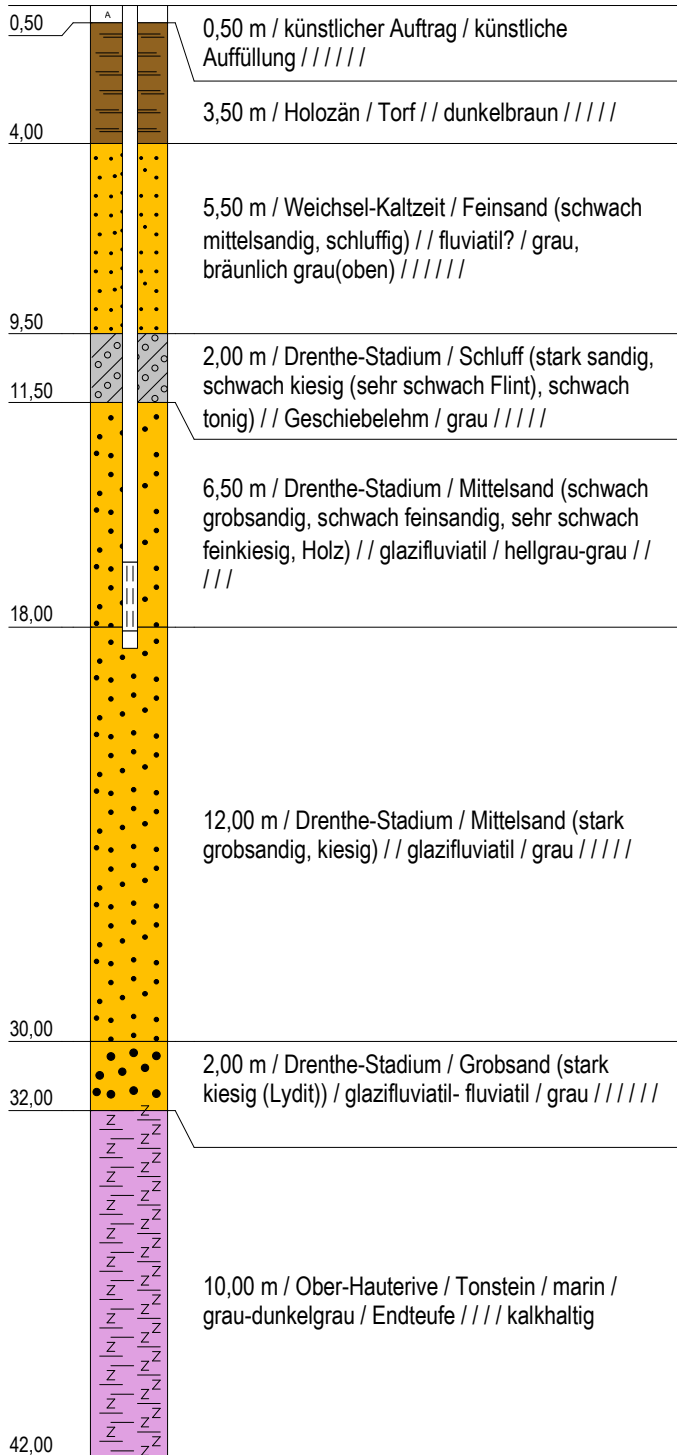 A
0,50
0,50 m / künstlicher Auftrag / künstliche
Auffüllung / / / / / /
3,50 m / Holozän / Torf / / dunkelbraun / / / / /
4,00
5,50 m / Weichsel-Kaltzeit / Feinsand (schwach
mittelsandig, schluffig) / / fluviatil? / grau,
bräunlich grau(oben) / / / / / /
9,50
2,00 m / Drenthe-Stadium / Schluff (stark sandig,
schwach kiesig (sehr schwach Flint), schwach
tonig) / / Geschiebelehm / grau / / / / /
11,50
6,50 m / Drenthe-Stadium / Mittelsand (schwach
grobsandig, schwach feinsandig, sehr schwach
feinkiesig, Holz) / / glazifluviatil / hellgrau-grau / /
/ / /
18,00
12,00 m / Drenthe-Stadium / Mittelsand (stark
grobsandig, kiesig) / / glazifluviatil / grau / / / / /
30,00
2,00 m / Drenthe-Stadium / Grobsand (stark
kiesig (Lydit)) / glazifluviatil- fluviatil / grau / / / / / /
32,00
10,00 m / Ober-Hauterive / Tonstein / marin /
grau-dunkelgrau / Endteufe / / / / kalkhaltig
42,00